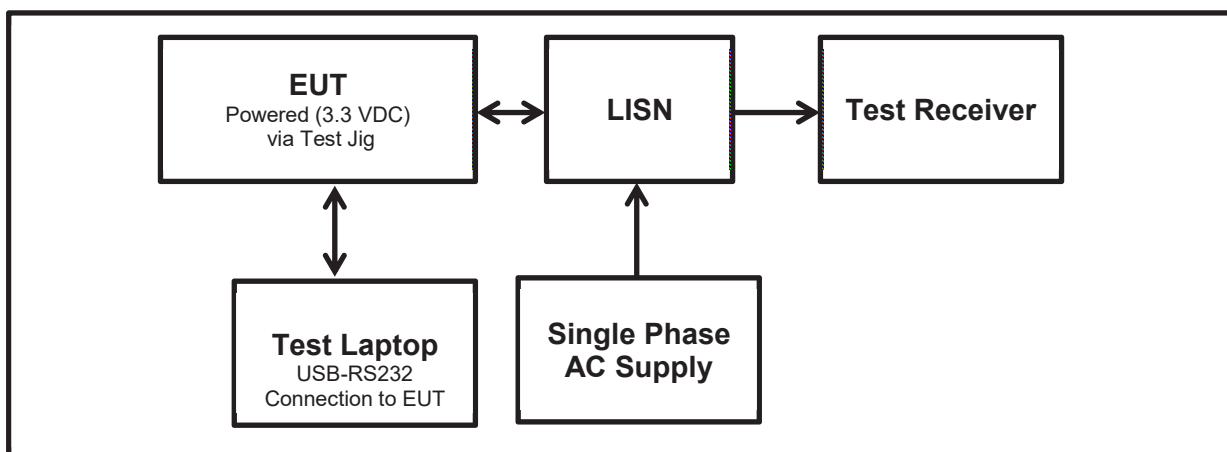 EUT
Powered (3.3 VDC)
via Test Jig
LISN
Test Receiver
Test Laptop
USB-RS232
Connection to EUT
Single Phase
AC Supply